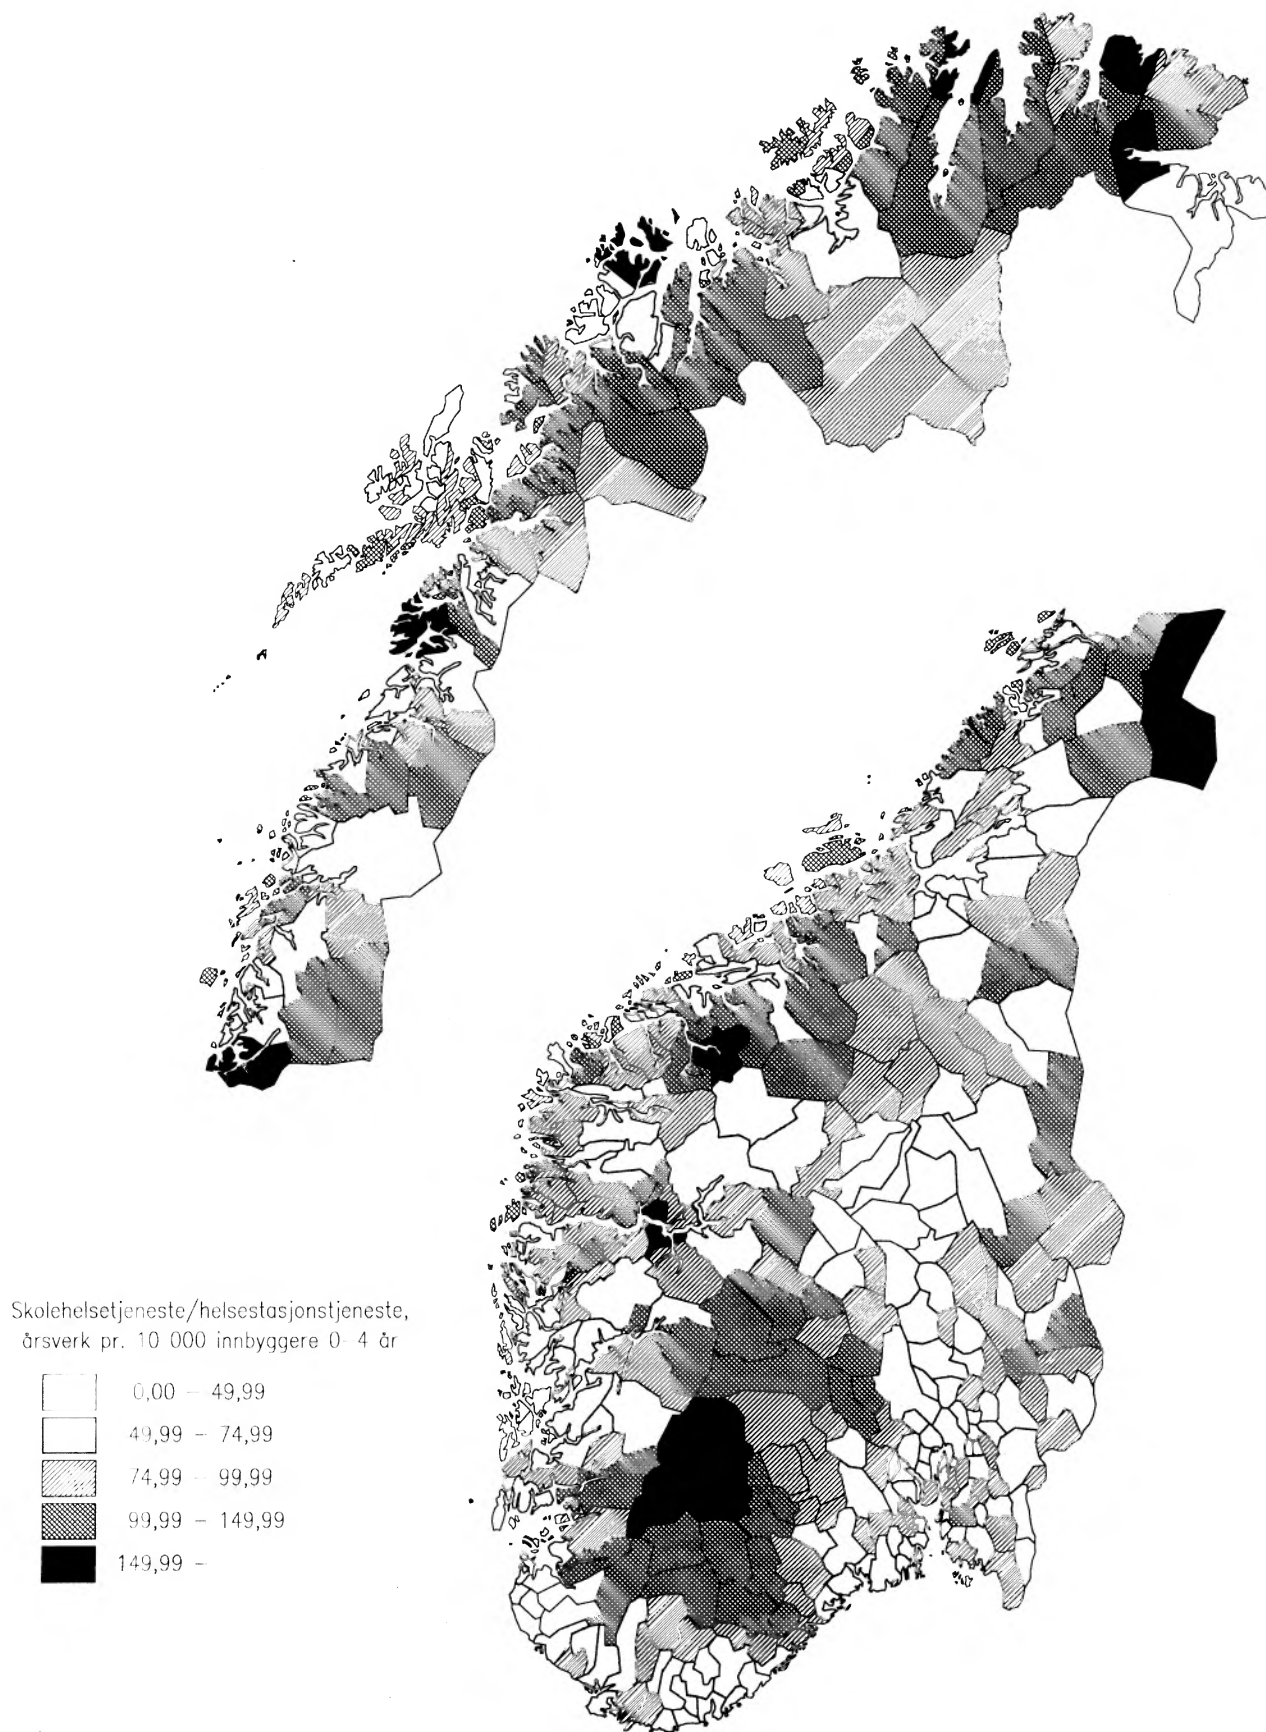 Skolehelsetjeneste/helsestasjonstjeneste,
årsverk pr. 10 000 innbyggere 0- 4 år
0,00 - 49,99
49,99 - 74,99
74,99 - 99,99
99,99 - 149,99
149,99 -